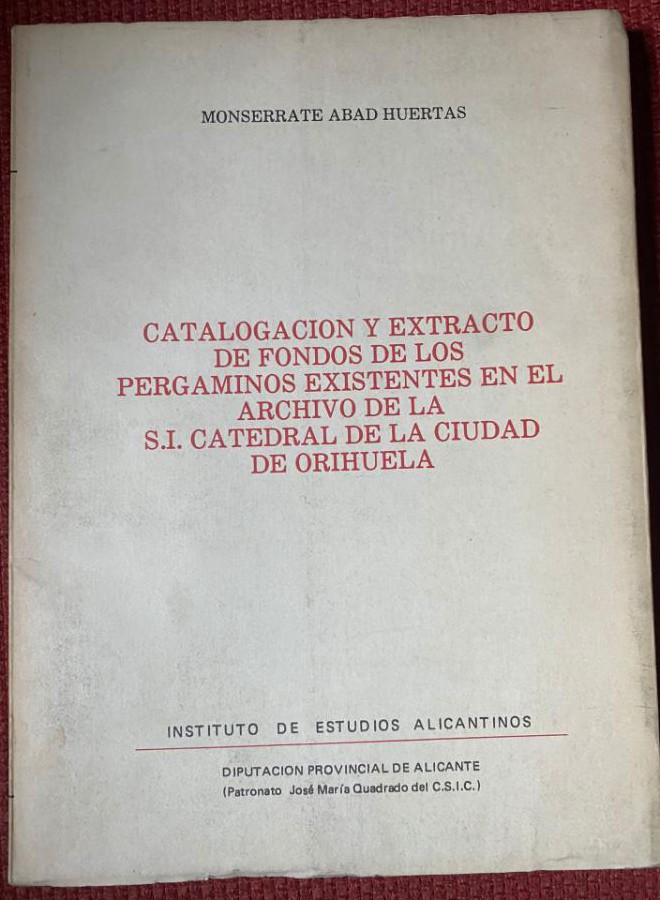 MONSERRATE ABAD HUERTAS
CATALOGACION Y EXTRACTO
DE FONDOS DE LOS
PERGAMINOS EXISTENTES EN EL
ARCHIVO DE LA
S.I. CATEDRAL DE LA CIUDAD
DE ORIHUELA
INSTITUTO DE ESTUDIOS ALICANTINOS
DIPUTACION PROVINCIAL DE ALICANTE
(Patronato José María Quadrado del C.S.I.C.)